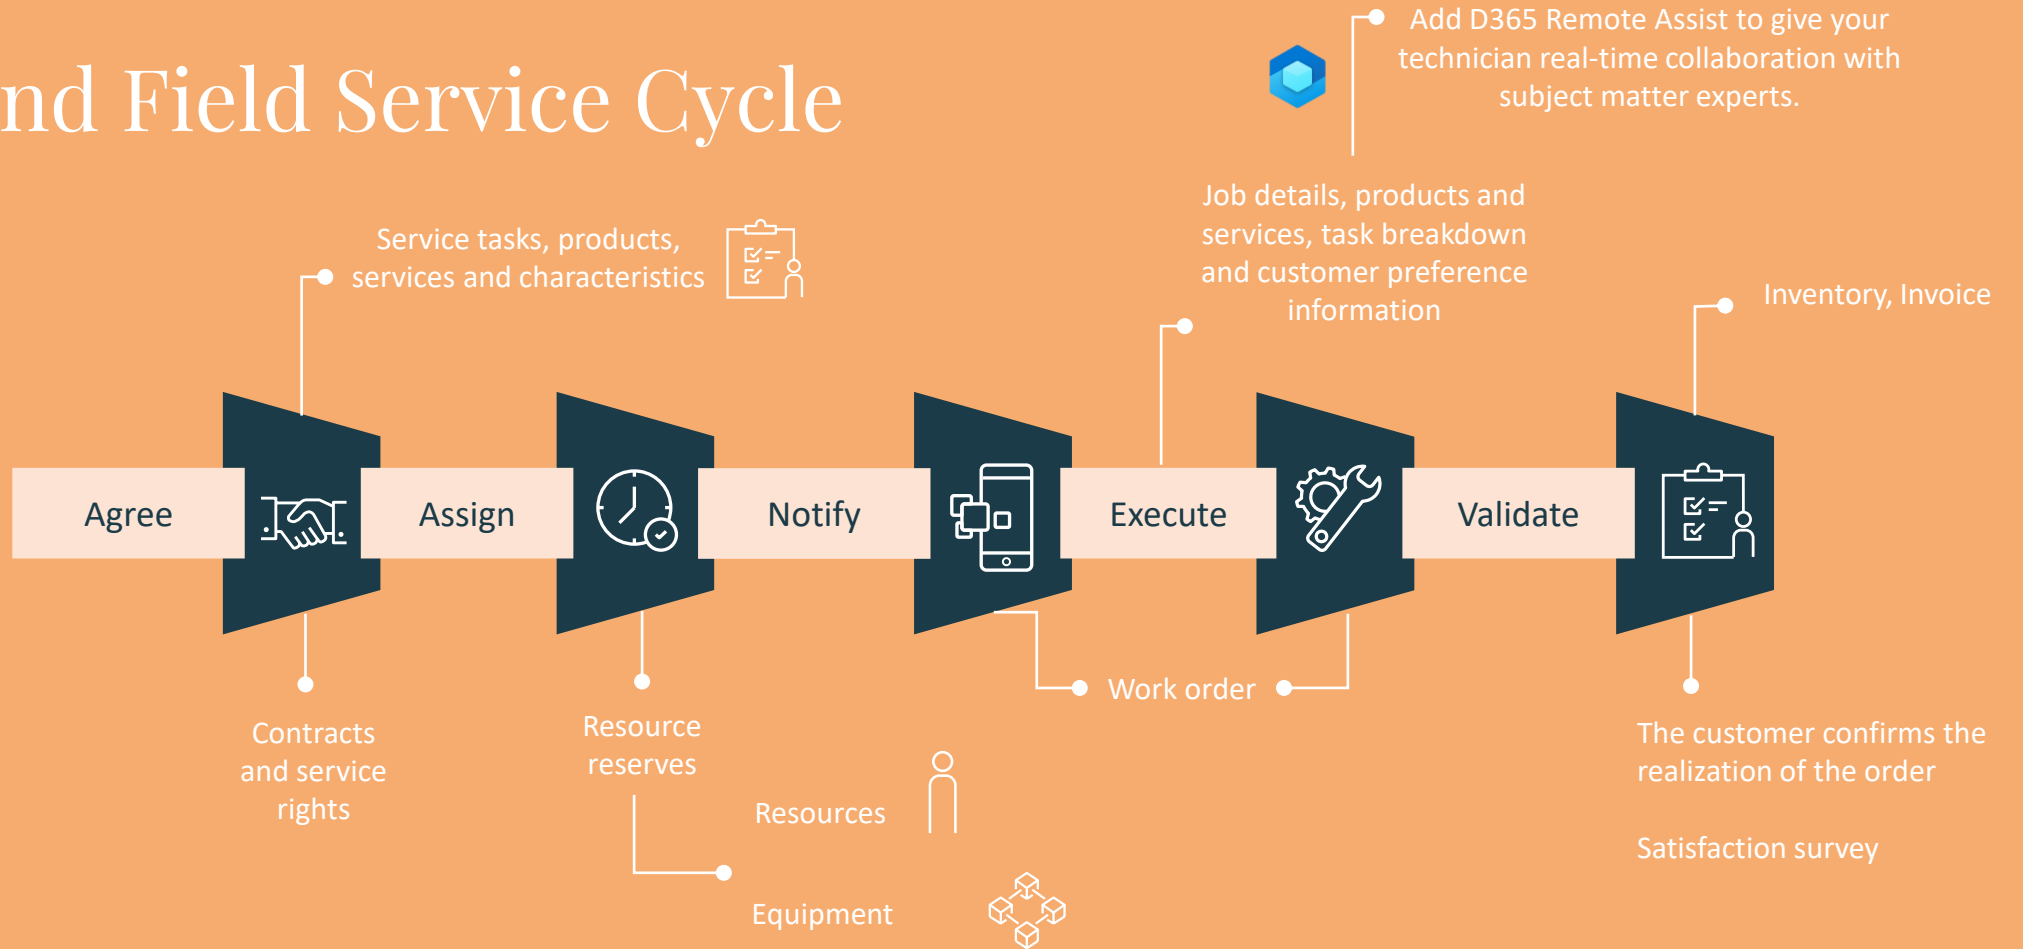 nd Field Service Cycle
Add D365 Remote Assist to give your
technician real-time collaboration with
subject matter experts.
Job details, products and
services, task breakdown
and customer preference
information
Service tasks, products,
services and characteristics
Inventory, Invoice
Agree
Assign
Notify
Execute
Validate
Work order
Contracts
and service
rights
Resource
reserves
Resources
Equipment
The customer confirms the
realization of the order
Satisfaction survey